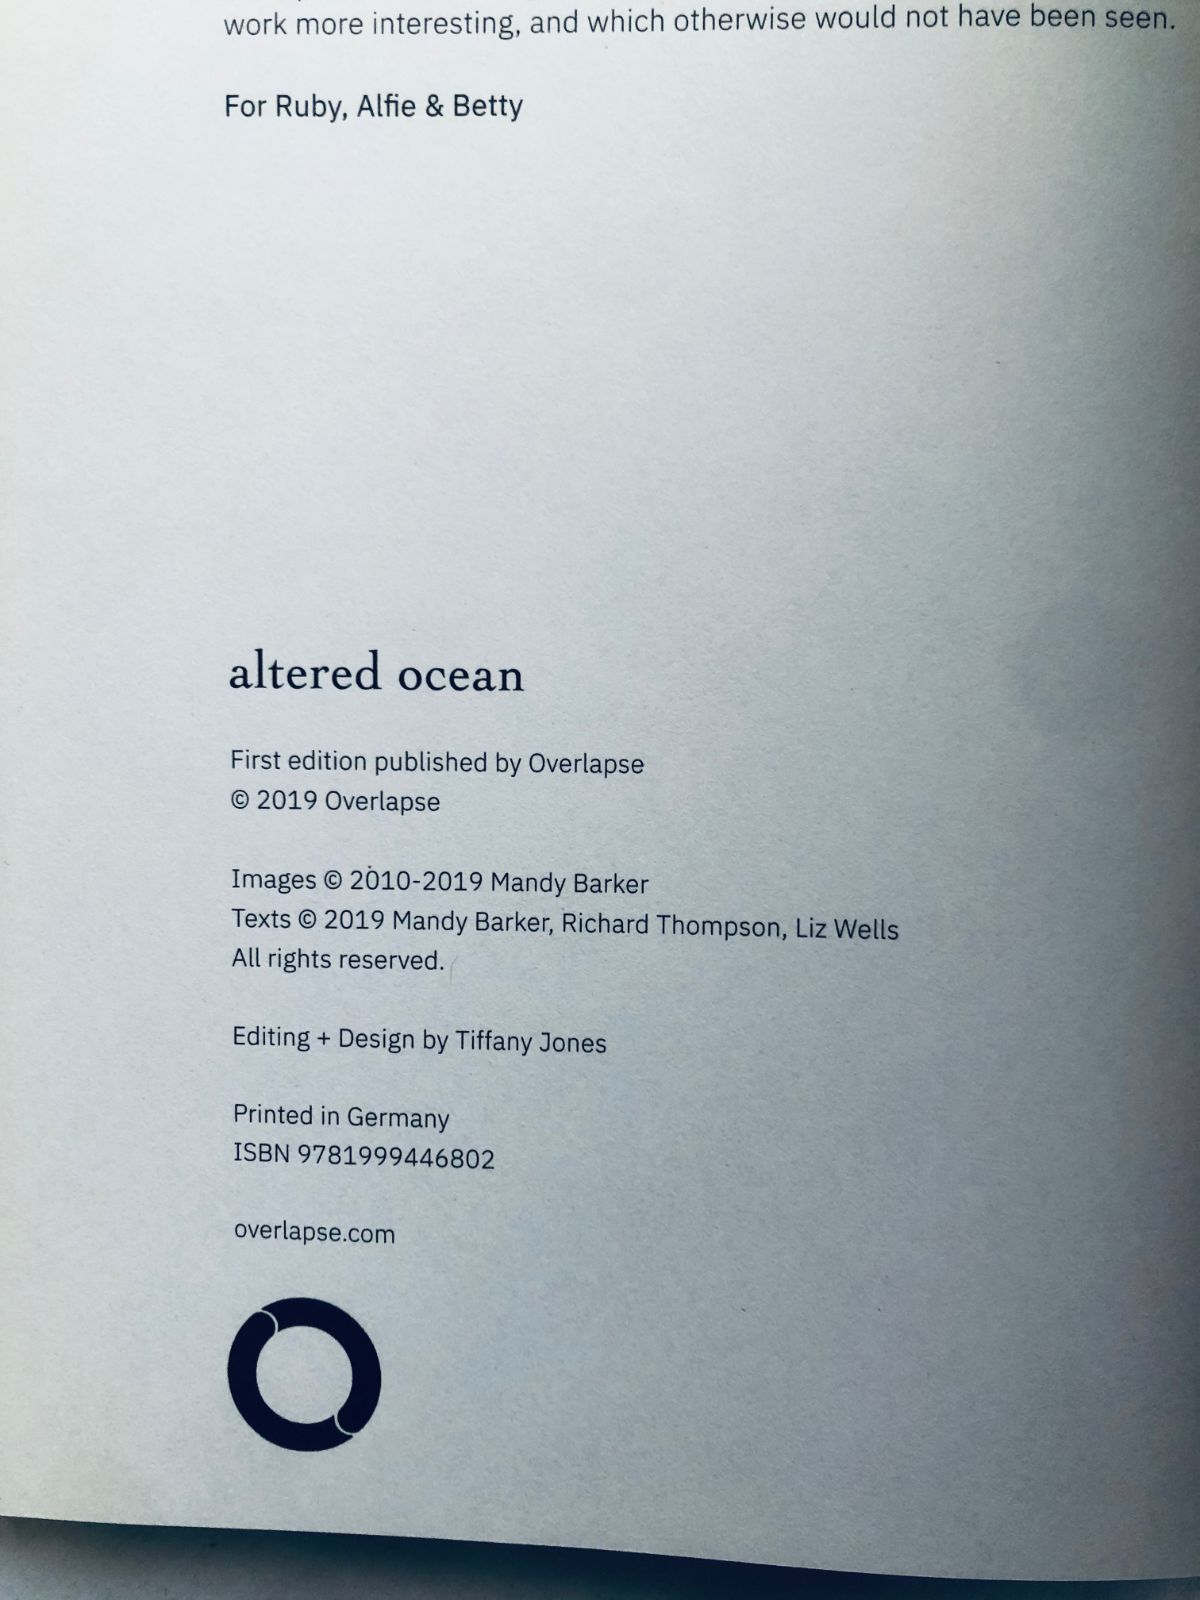 work more interesting, and which otherwise would not have been seen.
For Ruby, Alfie & Betty
altered ocean
First edition published by Overlapse
© 2019 Overlapse
Images © 2010-2019 Mandy Barker
Texts © 2019 Mandy Barker, Richard Thompson, Liz Wells
All rights reserved.
Editing + Design by Tiffany Jones
Printed in Germany
ISBN 9781999446802
overlapse.com